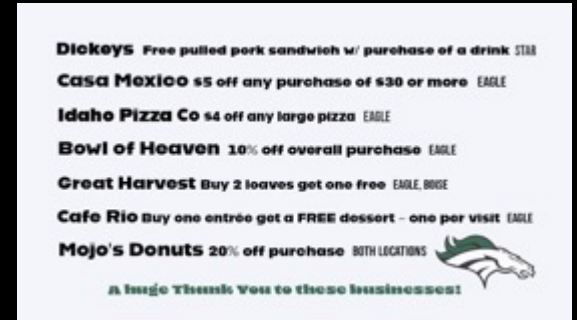 Dickeys Free pulled pork sandwich w/ purchase of a drink STAR
Casa Mexico $5 off any purchase of $30 or more EAGLE
Idaho Pizza Co $4 off any large pizza EAGLE
Bowl of Heaven 10% off overall purchase EAGLE
Great Harvest Buy 2 loaves get one free EAGLE, BOISE
Cafe Rio Buy one entrée get a FREE dessert - one per visit EAGLE
Mojo's Donuts 20% off purchase BOTH LOCATIONS
A huge Thank You to these businesses!